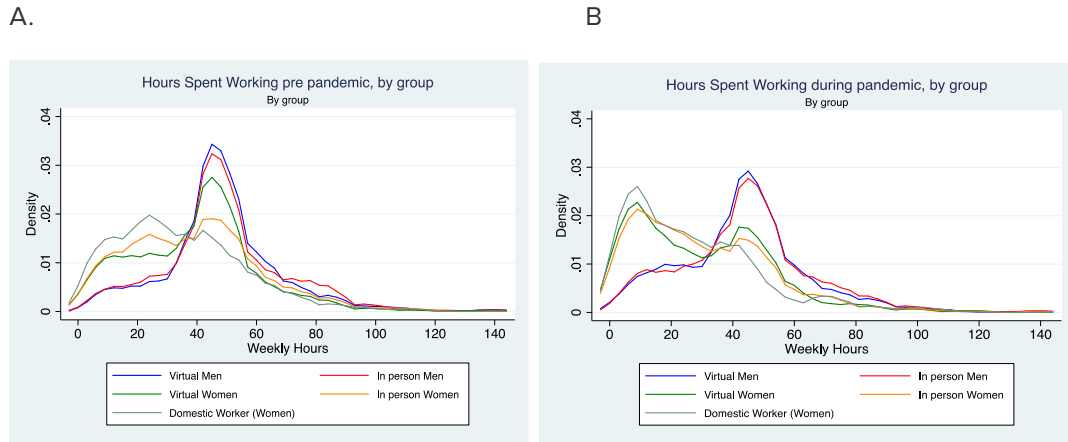 A.
B
Hours Spent Working pre pandemic, by group
By group
.04
.03
.02
.01
0
Density
0 20 40 60 80 100 120 140
Weekly Hours
Virtual Men
In person Men
Virtual Women
In person Women
Domestic Worker (Women)
Hours Spent Working during pandemic, by group
By group
.04
.03
.02
.01
0
Density
0 20 40 60 80 100 120 140
Weekly Hours
Virtual Men
In person Men
Virtual Women
In person Women
Domestic Worker (Women)